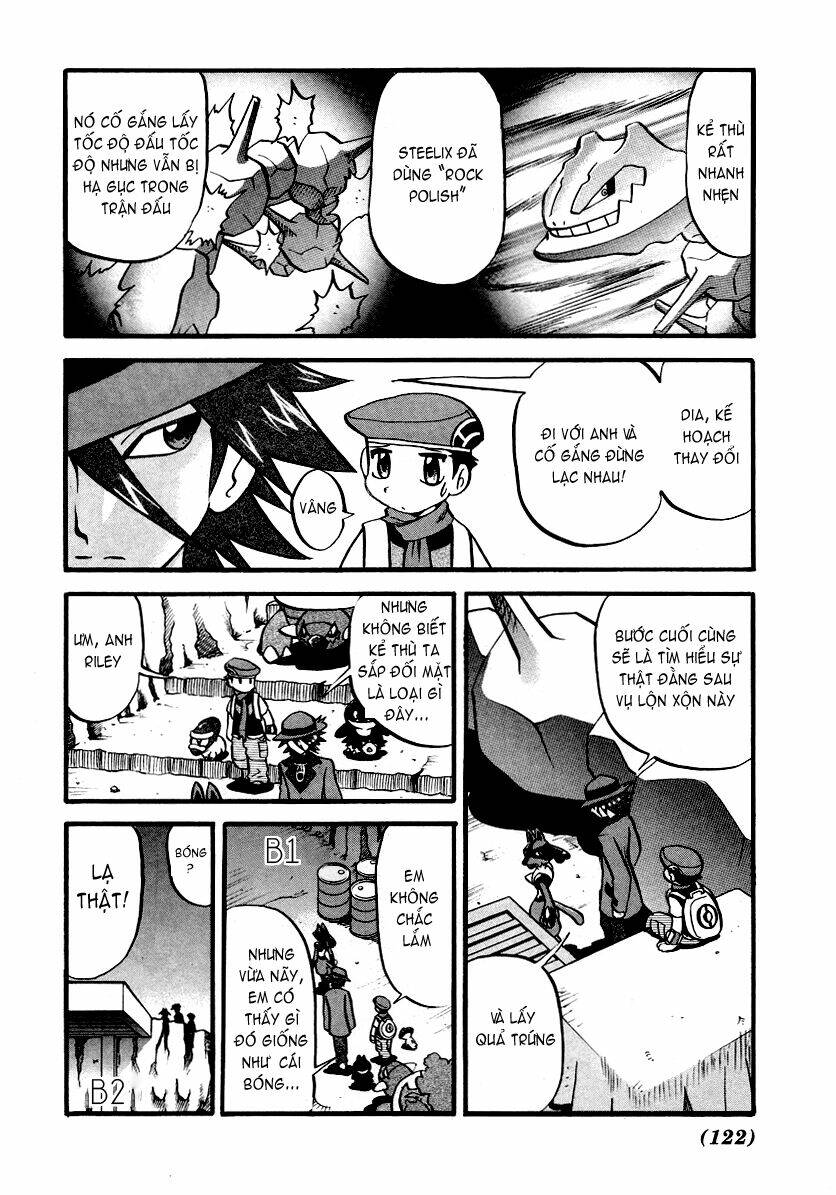 KẺ THÙ
RẤT
NHANH
NHẸN
STEELIX ĐÃ
DÙNG "ROCK
POLISH"
NÓ CỐ GẮNG LẤY
TỐC ĐỘ ĐẤU TỐC
ĐỘ NHƯNG VẪN BỊ
HẠ GỤC TRONG
TRẬN ĐẤU
DIA, KẾ
HOẠCH
THAY ĐỔI
ĐI VỚI ANH VÀ
CỐ GẮNG ĐỪNG
LẠC NHAU!
VÂNG
BƯỚC CUỐI CÙNG
SẼ LÀ TÌM HIỂU SỰ
THẬT ĐẰNG SAU
VỤ LỘN XỘN NÀY
VÀ LẤY
QUẢ TRỨNG
NHƯNG
KHÔNG BIẾT
KẺ THÙ TA
SẮP ĐỐI MẶT
LÀ LOẠI GÌ
ĐÂY...
ƯM, ANH
RILEY
B1
EM
KHÔNG
CHẮC
LẮM
NHƯNG
VỪA NÃY,
EM CÓ
THẤY GÌ
ĐÓ GIỐNG
NHƯ CÁI
BÓNG...
BÓNG
?
LẠ
THẬT!
B2
(122)